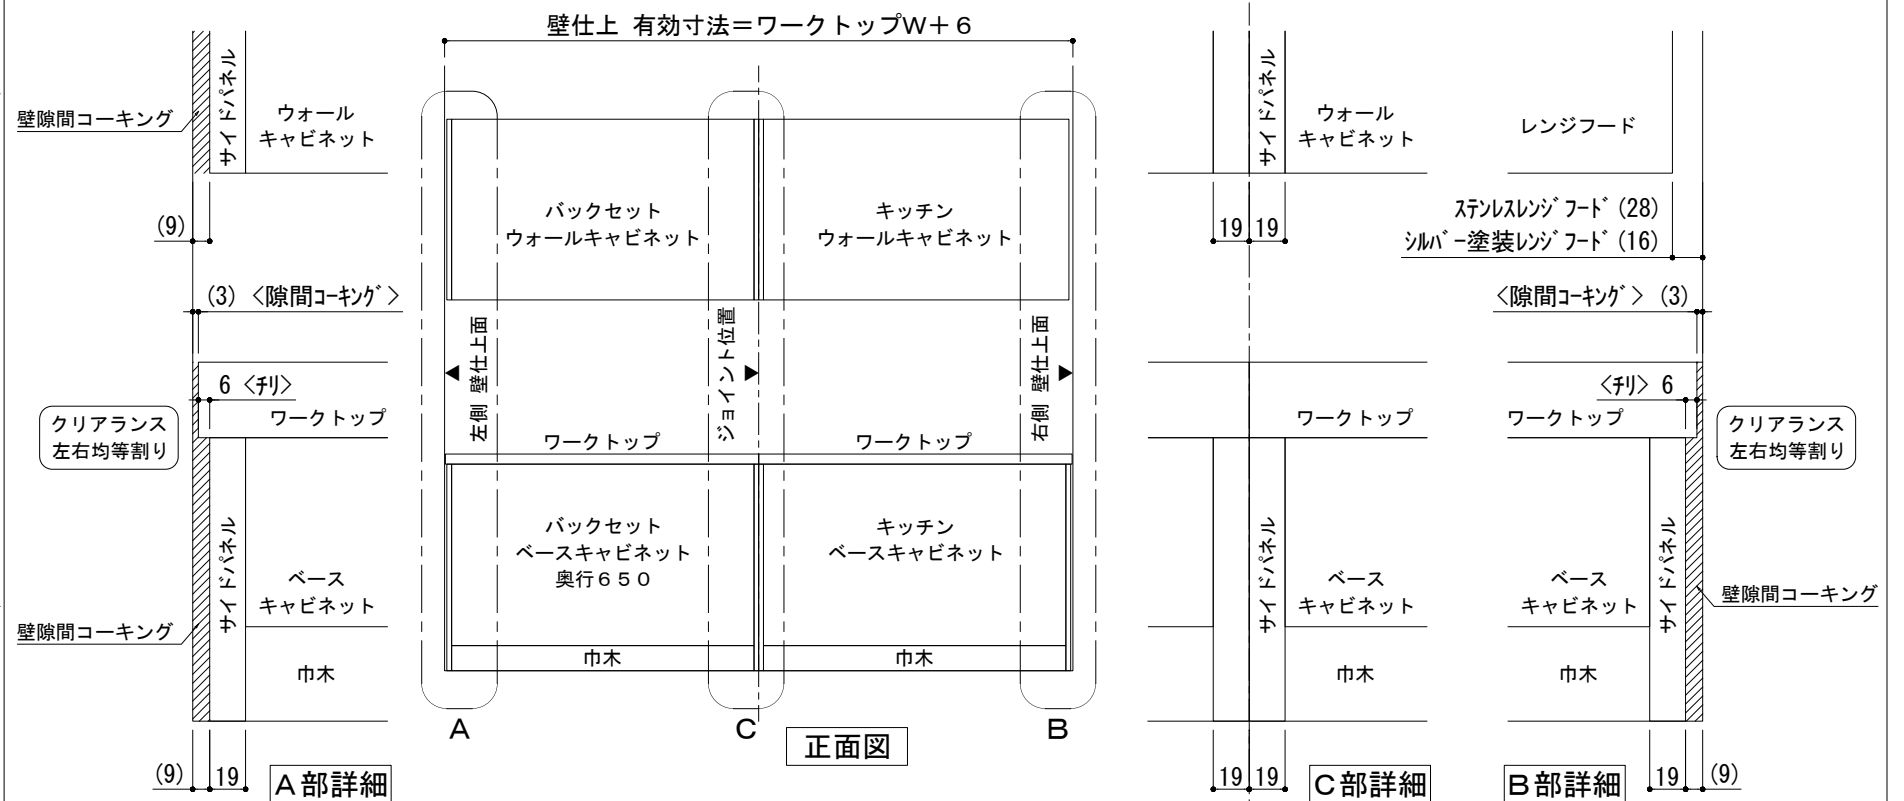 壁仕上 有効寸法＝ワークトップW＋６
壁隙間コーキング
サイドパネル
ウォール
キャビネット
(9)
(3) <隙間ｺｰｷﾝｸﾞ>
6 <ﾁﾘ>
ワークトップ
クリアランス
左右均等割り
サイドパネル
ベース
キャビネット
壁隙間コーキング
巾木
(9)
19
A部詳細
バックセット
ウォールキャビネット
キッチン
ウォールキャビネット
左側 壁仕上面
ジョイント位置
右側 壁仕上面
ワークトップ
ワークトップ
バックセット
ベースキャビネット
奥行６５０
キッチン
ベースキャビネット
巾木
巾木
A
C
B
正面図
サイドパネル
ウォール
キャビネット
19
19
ワークトップ
サイドパネル
ベース
キャビネット
巾木
19
19
C部詳細
レンジフード
ｽﾃﾝﾚｽﾚﾝｼﾞﾌｰﾄﾞ(28)
ｼﾙﾊﾞｰ塗装ﾚﾝｼﾞﾌｰﾄﾞ(16)
<隙間ｺｰｷﾝｸﾞ> (3)
<ﾁﾘ> 6
ワークトップ
クリアランス
左右均等割り
ベース
キャビネット
サイドパネル
壁隙間コーキング
巾木
B部詳細
19
(9)